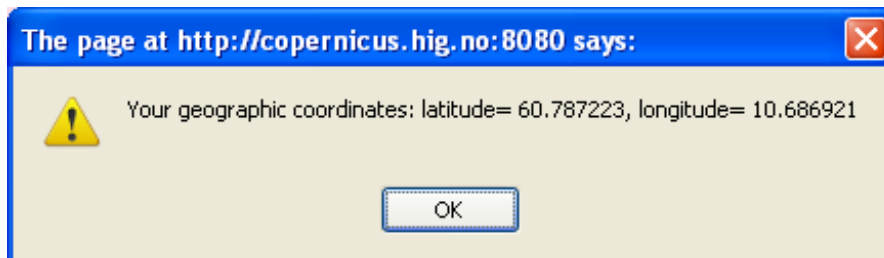 The page at http://copernicus.hig.no:8080 says:
Your geographic coordinates: latitude= 60.787223, longitude= 10.686921
OK